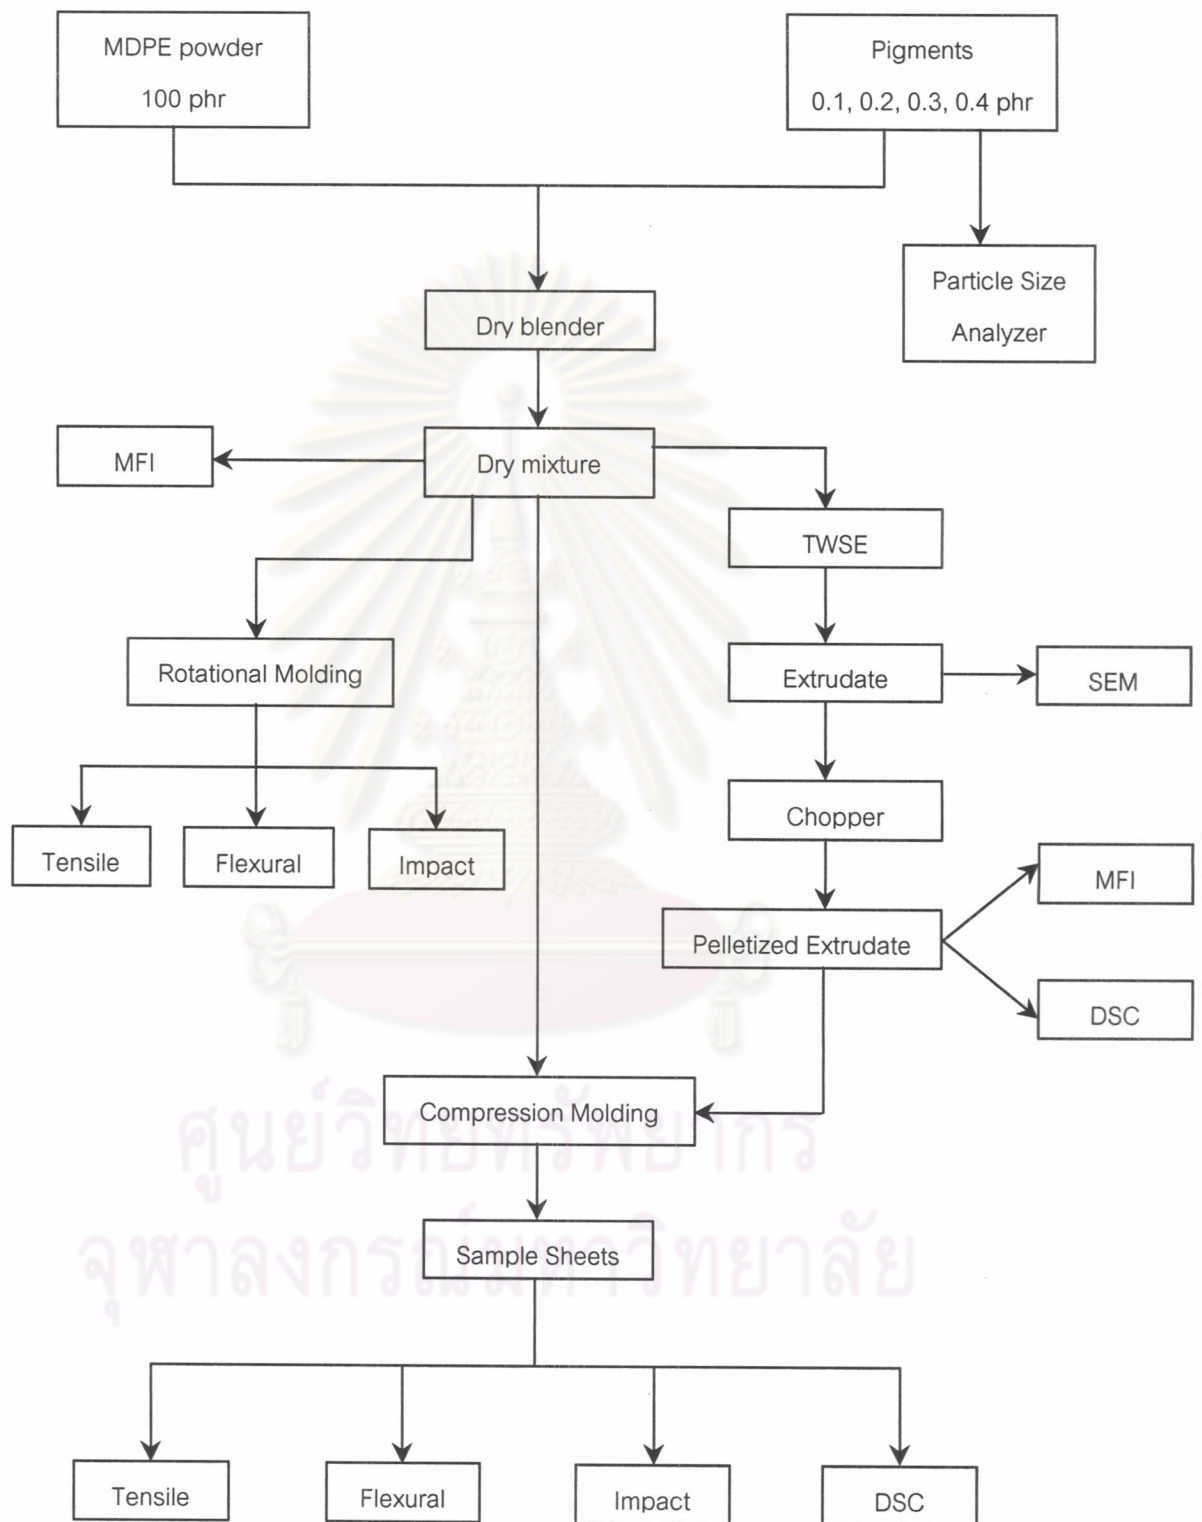 MDPE powder
100 phr
Pigments
0.1, 0.2, 0.3, 0.4 phr
Particle Size
Analyzer
Dry blender
MFI
Dry mixture
TWSE
Rotational Molding
Extrudate
SEM
Chopper
Tensile
Flexural
Impact
MFI
Pelletized Extrudate
DSC
Compression Molding
ศูนย์วิทยทรัพยากร
Sample Sheets
จุฬาลงกรณ์มหาวิทยาลัย
Tensile
Flexural
Impact
DSC